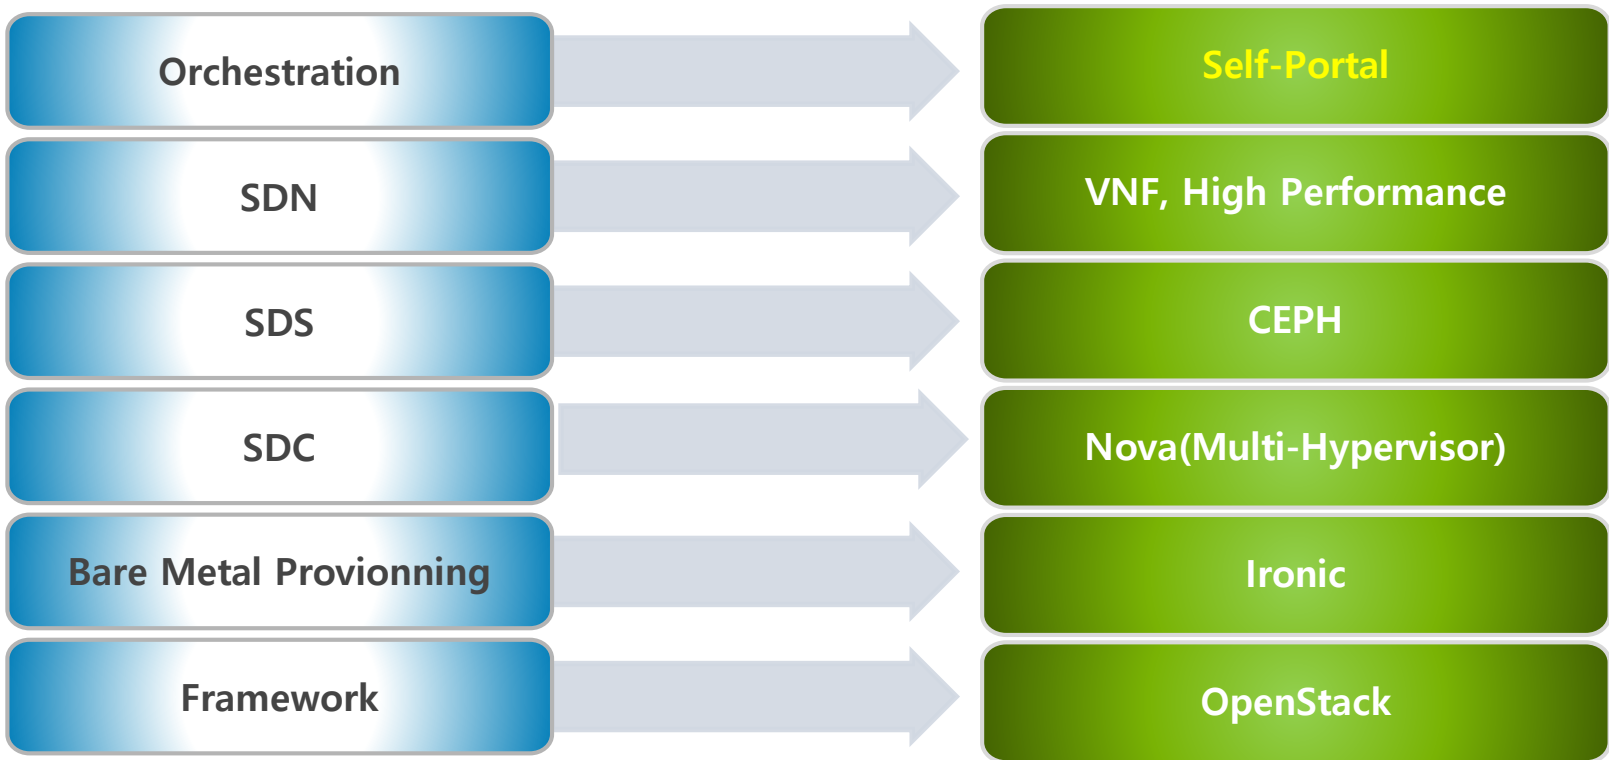 Orchestration
Self-Portal
SDN
VNF, High Performance
SDS
CEPH
SDC
Nova(Multi-Hypervisor)
Bare Metal Provionning
Ironic
Framework
OpenStack